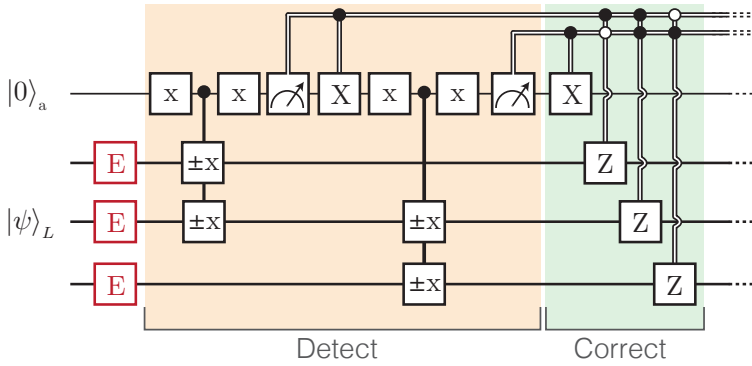 |0⟩a x x X x x X
E ±x Z
|ψ⟩L E ±x ±x Z
E ±x Z
Detect Correct